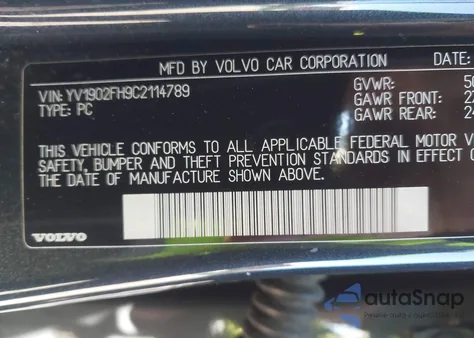 MFD BY VOLVO CAR CORPORATION DATE:
VIN: YV1902FH9C2114789 GVWR:
TYPE: PC GAWR FRONT:
GAWR REAR:
THIS VEHICLE CONFORMS TO ALL APPLICABLE FEDERAL MOTOR V
SAFETY, BUMPER AND THEFT PREVENTION STANDARDS IN EFFECT
THE DATE OF MANUFACTURE SHOWN ABOVE.
VOLVO
autaSnap